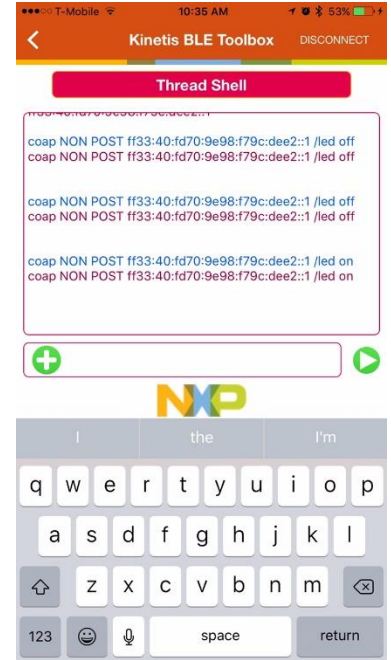 T-Mobile 10:35 AM 53%
Kinetis BLE Toolbox DISCONNECT
Thread Shell
coap NON POST ff33:40:fd70:9e98:f79c:dee2::1 /led off
coap NON POST ff33:40:fd70:9e98:f79c:dee2::1 /led off
coap NON POST ff33:40:fd70:9e98:f79c:dee2::1 /led off
coap NON POST ff33:40:fd70:9e98:f79c:dee2::1 /led off
coap NON POST ff33:40:fd70:9e98:f79c:dee2::1 /led on
coap NON POST ff33:40:fd70:9e98:f79c:dee2::1 /led on
NXP
I the I'm
q w e r t y u i o p
a s d f g h j k l
z x c v b n m
123 space return